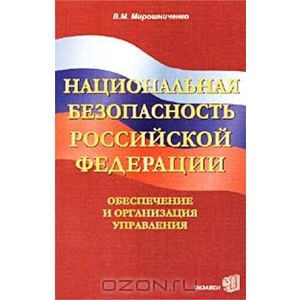 В.М. Мирошниченко
НАЦИОНАЛЬНАЯ
БЕЗОПАСНОСТЬ
РОССИЙСКОЙ
ФЕДЕРАЦИИ
ОБЕСПЕЧЕНИЕ
И ОРГАНИЗАЦИЯ
УПРАВЛЕНИЯ
ЭКЗАМЕН
OZON.ru